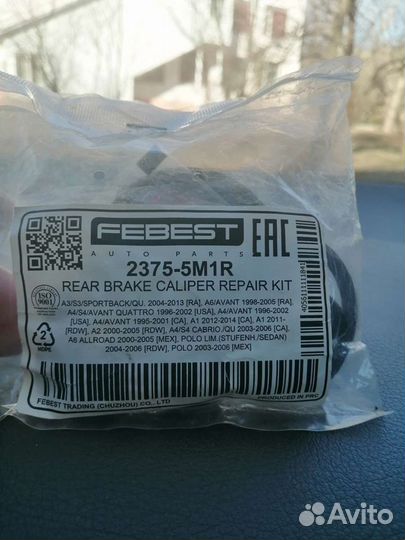 FEBEST
AUTO PARTS
EAC
2375-5M1R
REAR BRAKE CALIPER REPAIR KIT
ISO 9001
A3/S3/SPORTBACK/QU. 2004-2013 [RA], A6/AVANT 1998-2005 [RA],
A4/S4/AVANT QUATTRO 1996-2002 [USA], A4/AVANT 1996-2002
[USA], A4/AVANT 1995-2001 [CA], A1 2012-2014 [CA], A1 2011-
[RDW], A2 2000-2005 [RDW], A4/S4 CABRIO./QU 2003-2006 [CA],
A6 ALLROAD 2000-2005 [MEX], POLO LIM.(STUFENH./SEDAN)
2004-2006 [RDW], POLO 2003-2006 [MEX]
2
HDPE
FEBEST TRADING (CHUZHOU) CO., LTD
PRODUCED IN PRC
Avito